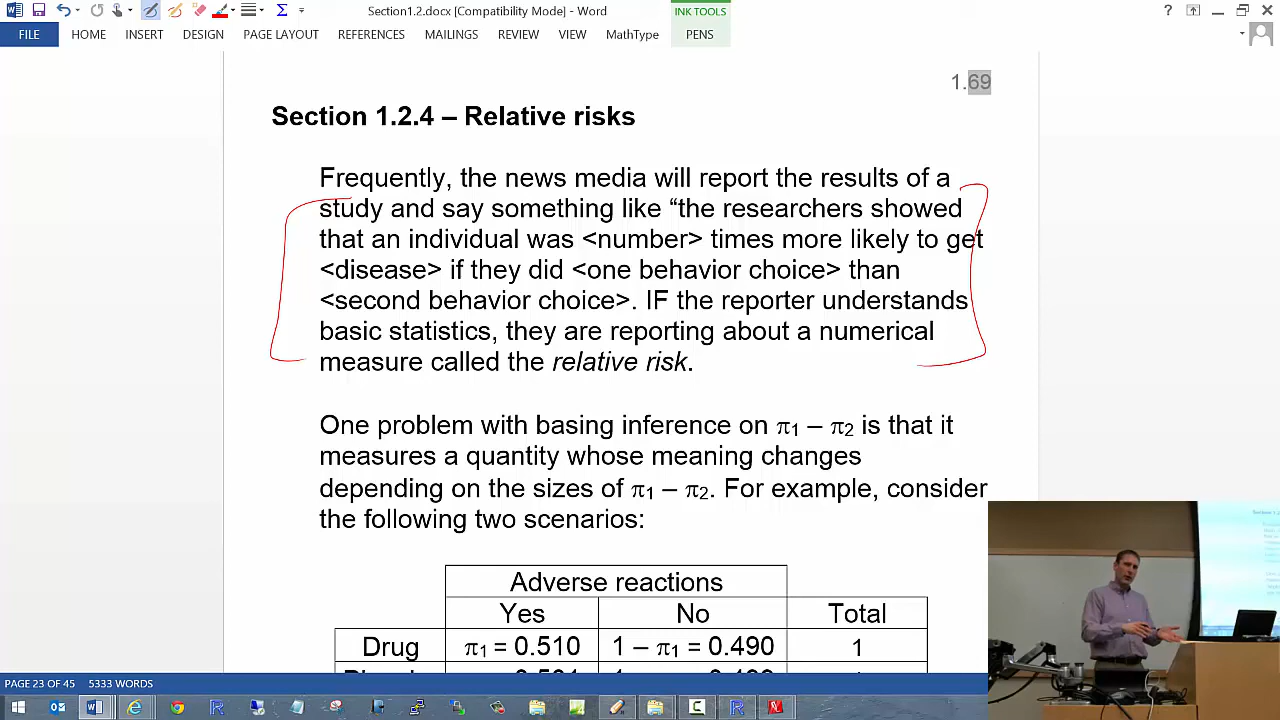 Section1.2.docx [Compatibility Mode] - Word
INK TOOLS
FILE HOME INSERT DESIGN PAGE LAYOUT REFERENCES MAILINGS REVIEW VIEW MathType PENS
1.69
Section 1.2.4 – Relative risks
Frequently, the news media will report the results of a
study and say something like “the researchers showed
that an individual was <number> times more likely to get
<disease> if they did <one behavior choice> than
<second behavior choice>. IF the reporter understands
basic statistics, they are reporting about a numerical
measure called the relative risk.
One problem with basing inference on π1 – π2 is that it
measures a quantity whose meaning changes
depending on the sizes of π1 – π2. For example, consider
the following two scenarios:
Adverse reactions
Yes No Total
Drug π1 = 0.510 1 – π1 = 0.490 1
PAGE 23 OF 45 5333 WORDS